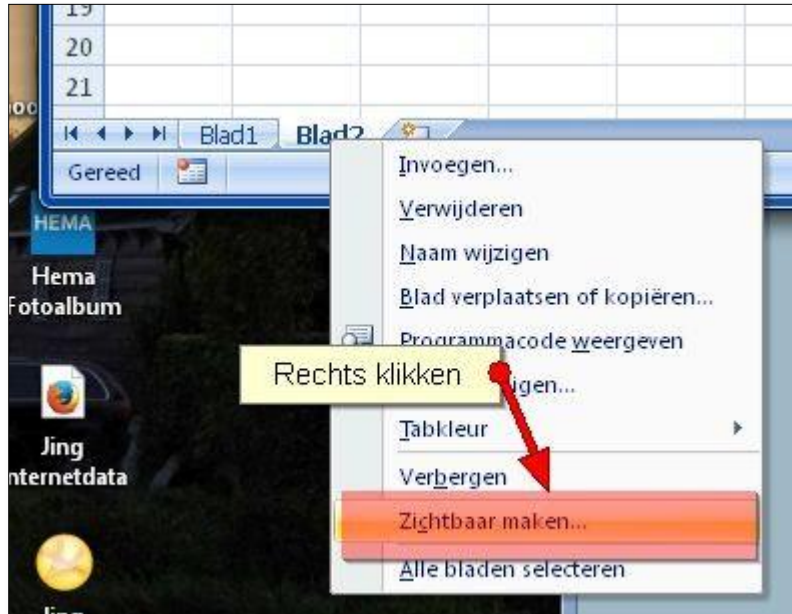 19
20
21
Blad1 Blad2
Gereed
Invoegen...
Verwijderen
Naam wijzigen
Blad verplaatsen of kopiëren...
Programmacode weergeven
Rechts klikken
Tabkleur
Verbergen
Zichtbaar maken...
Alle bladen selecteren
HEMA
Hema
Fotoalbum
Jing
nternetdata
Jing